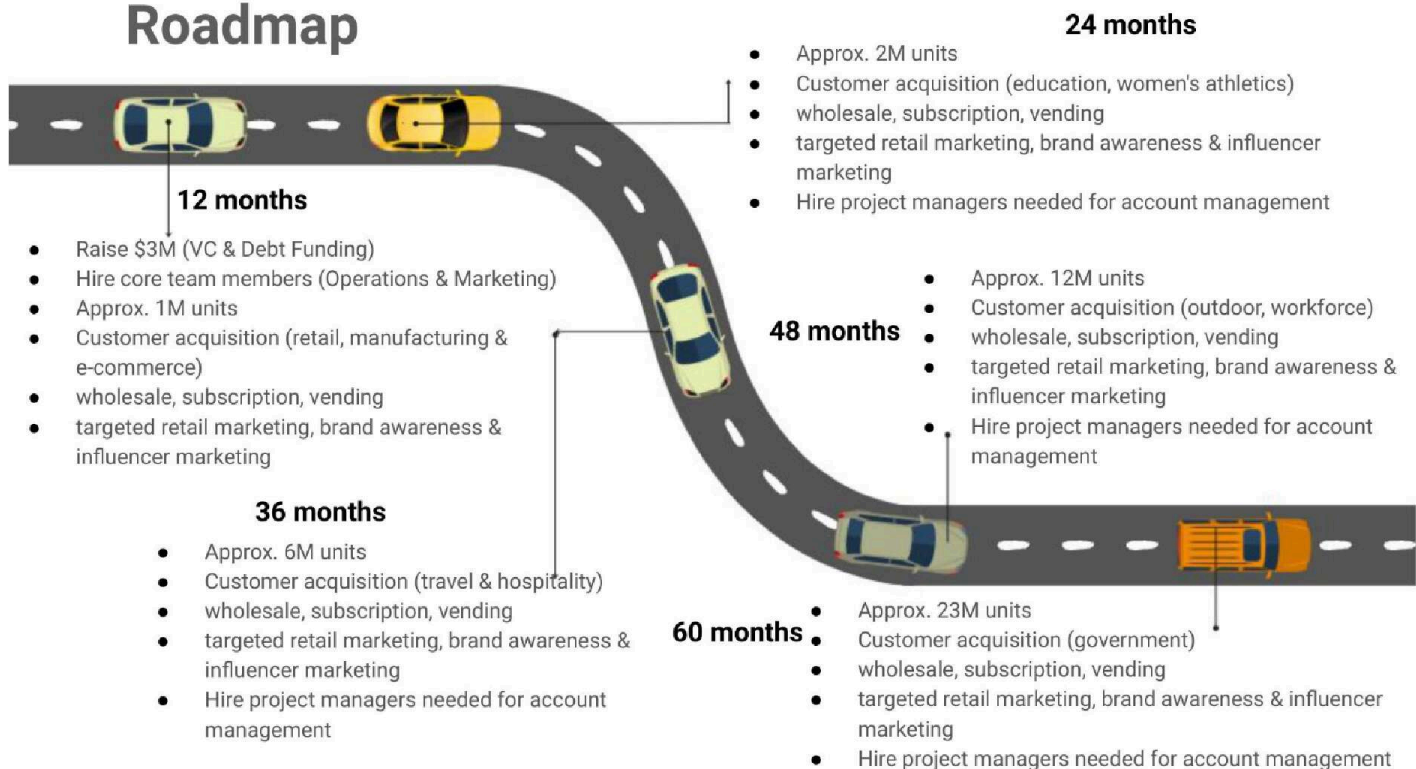 Roadmap
12 months
● Raise $3M (VC & Debt Funding)
● Hire core team members (Operations & Marketing)
● Approx. 1M units
● Customer acquisition (retail, manufacturing &
e-commerce)
● wholesale, subscription, vending
● targeted retail marketing, brand awareness &
influencer marketing
24 months
● Approx. 2M units
● Customer acquisition (education, women's athletics)
● wholesale, subscription, vending
● targeted retail marketing, brand awareness & influencer
marketing
● Hire project managers needed for account management
36 months
● Approx. 6M units
● Customer acquisition (travel & hospitality)
● wholesale, subscription, vending
● targeted retail marketing, brand awareness &
influencer marketing
● Hire project managers needed for account
management
48 months
● Approx. 12M units
● Customer acquisition (outdoor, workforce)
● wholesale, subscription, vending
● targeted retail marketing, brand awareness &
influencer marketing
● Hire project managers needed for account
management
60 months
● Approx. 23M units
● Customer acquisition (government)
● wholesale, subscription, vending
● targeted retail marketing, brand awareness & influencer
marketing
● Hire project managers needed for account management